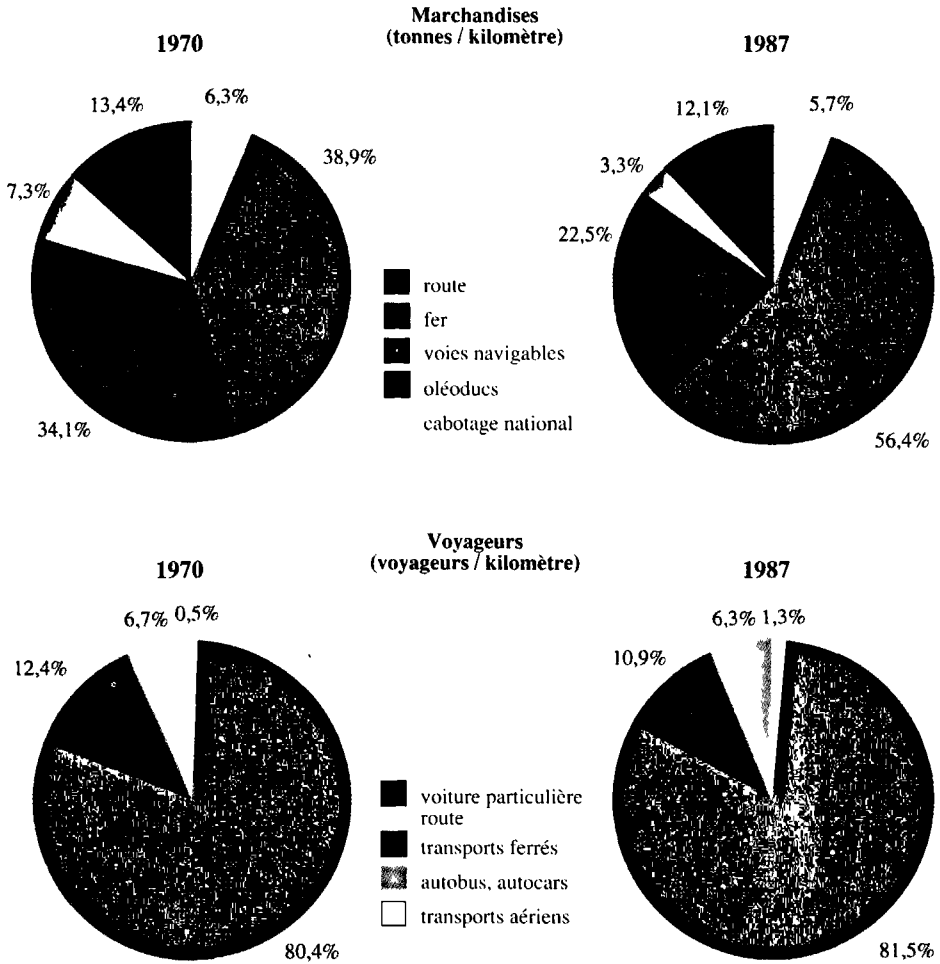 Marchandises
(tonnes / kilomètre)
1970
1987
13,4%
6,3%
38,9%
7,3%
34,1%
route
fer
voies navigables
oléoducs
cabotage national
12,1%
5,7%
3,3%
22,5%
56,4%
Voyageurs
(voyageurs / kilomètre)
1970
1987
6,7%
0,5%
12,4%
80,4%
voiture particulière
route
transports ferrés
autobus, autocars
transports aériens
6,3%
1,3%
10,9%
81,5%